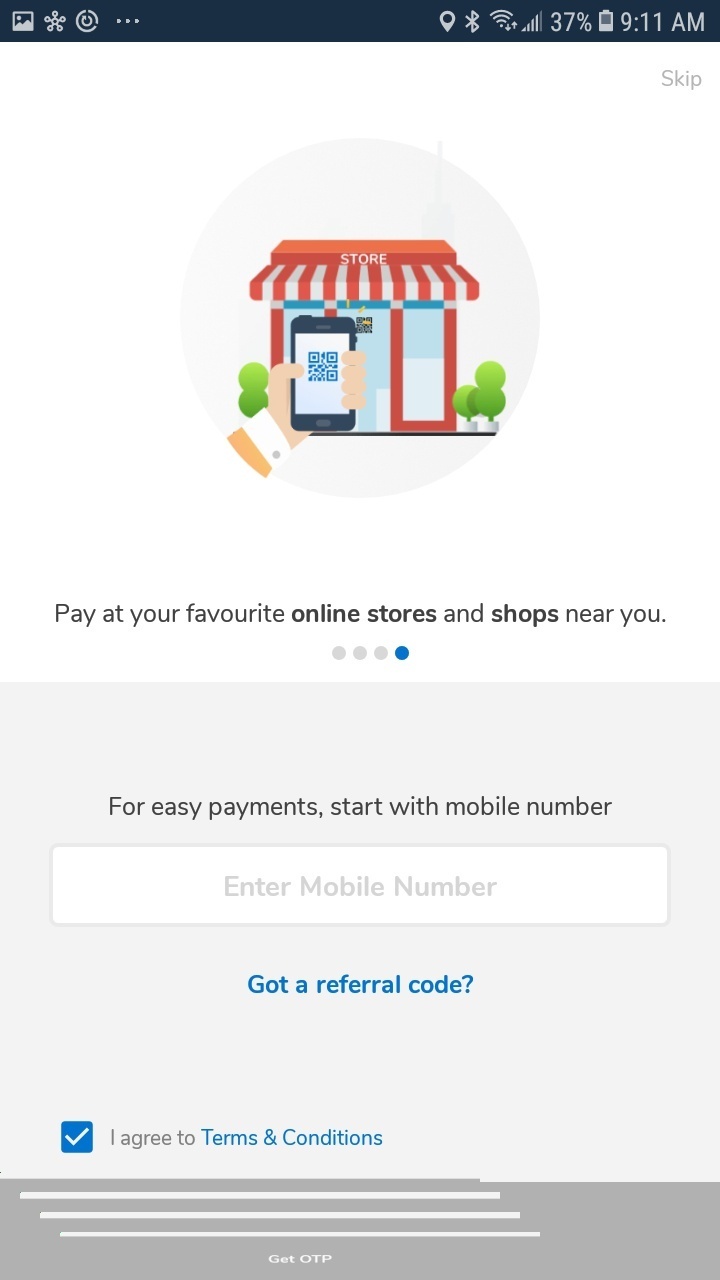 37% 9:11 AM
Skip
STORE
Pay at your favourite online stores and shops near you.
For easy payments, start with mobile number
Enter Mobile Number
Got a referral code?
I agree to Terms & Conditions
Get OTP